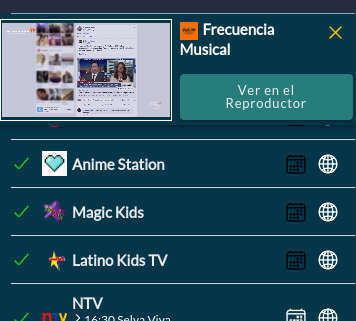 Frecuencia
Musical
Ver en el
Reproductor
Anime Station
Magic Kids
Latino Kids TV
NTV
16:30 Selva Viva